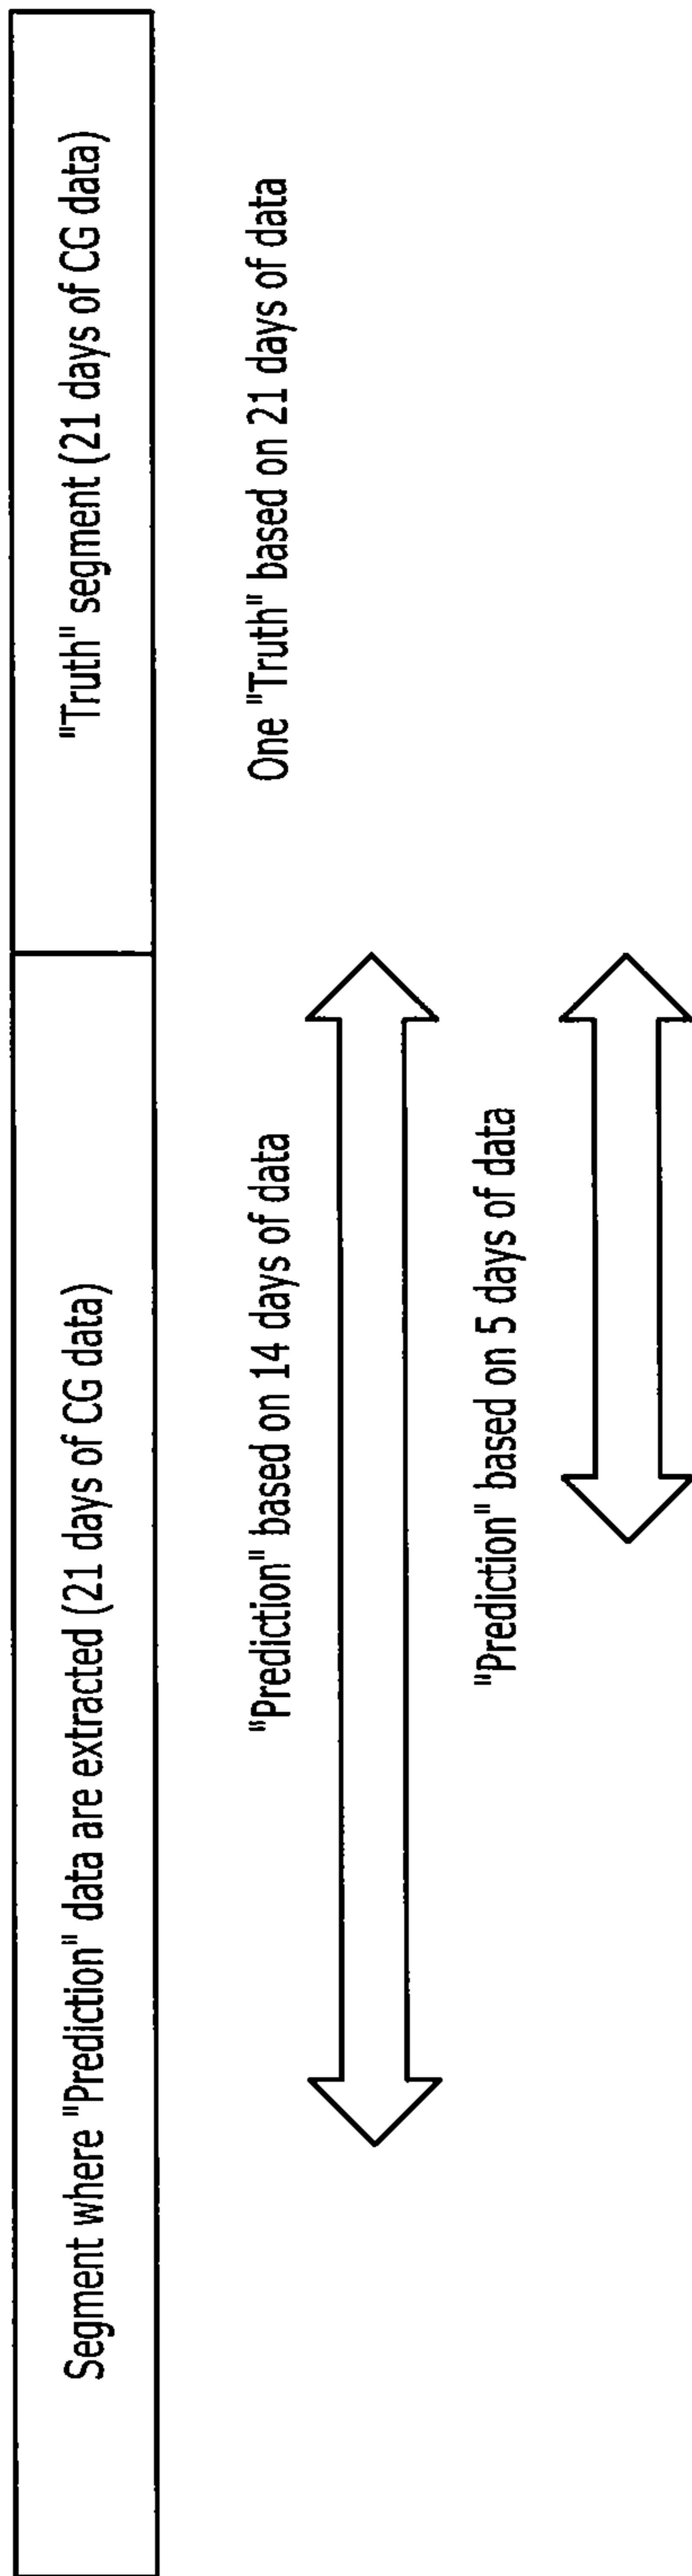 Segment where "Prediction" data are extracted (21 days of CG data)
"Truth" segment (21 days of CG data)
"Prediction" based on 14 days of data
One "Truth" based on 21 days of data
"Prediction" based on 5 days of data